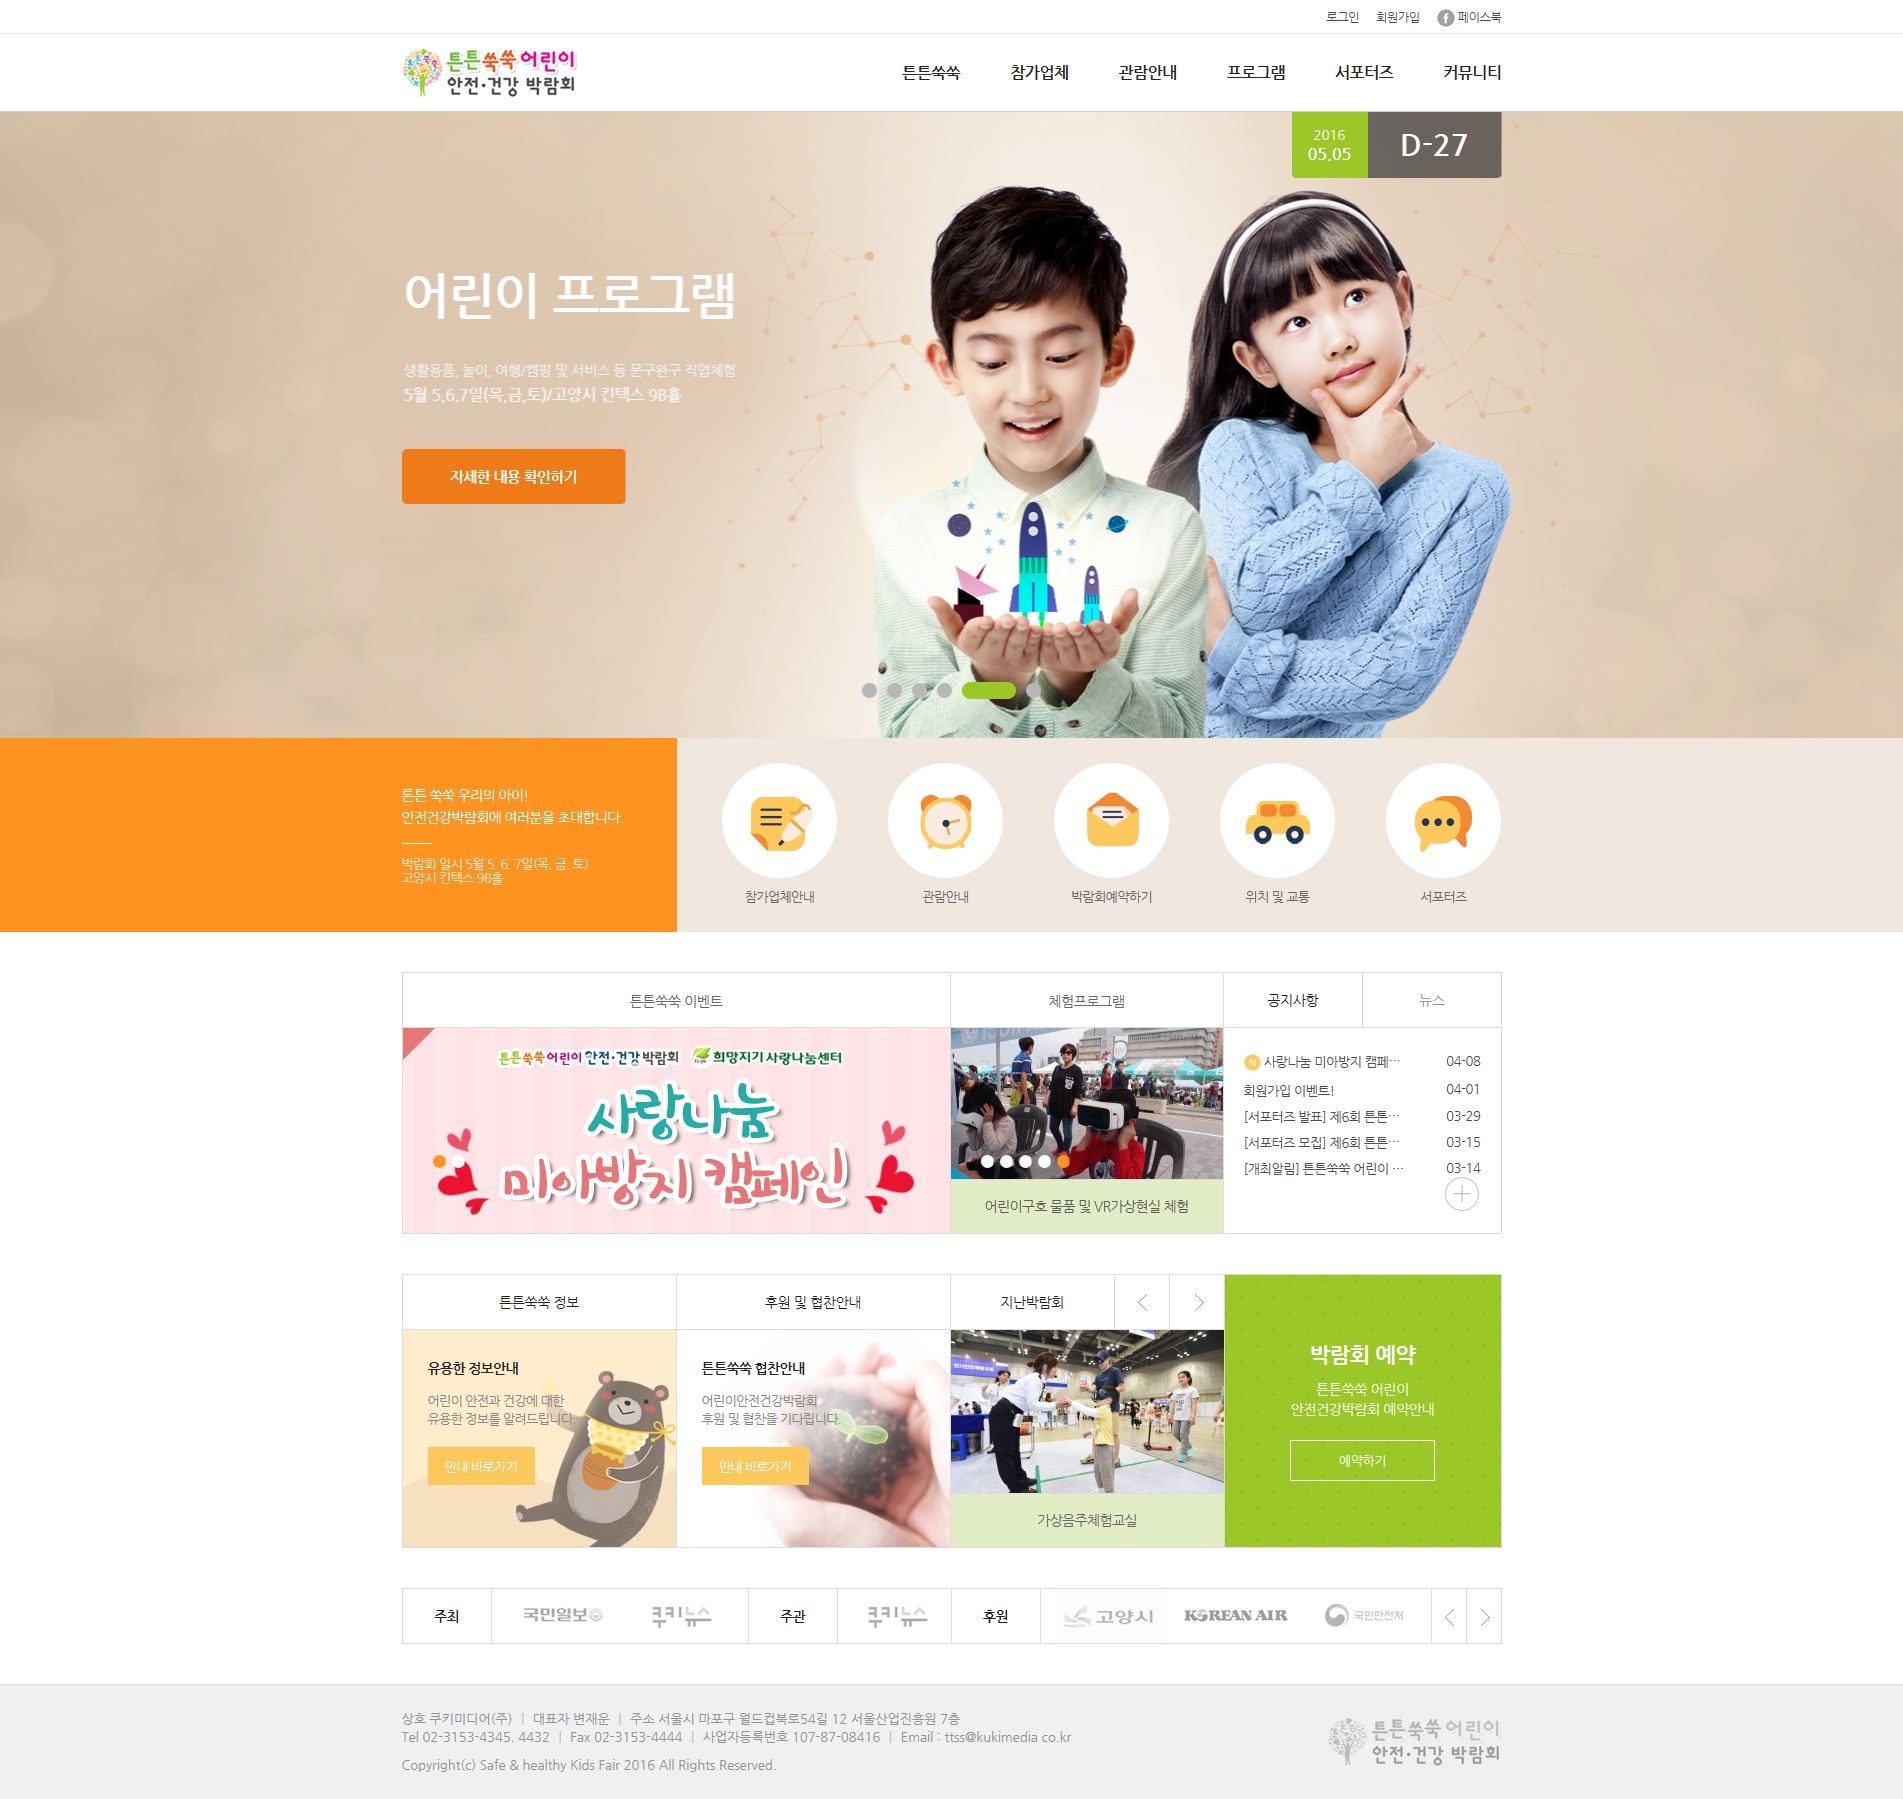 로그인 회원가입 페이스북
튼튼쑥쑥어린이
안전·건강 박람회
튼튼쑥쑥 참가업체 관람안내 프로그램 서포터즈 커뮤니티
2016
05.05
D-27
어린이 프로그램
생활용품, 놀이, 여행/캠핑 및 서비스 등 문구완구 직업체험
5월 5,6,7일(목,금,토)/고양시 킨텍스 9B홀
자세한 내용 확인하기
튼튼 쑥쑥 우리의 아이!
안전건강박람회에 여러분을 초대합니다.
박람회 일시 5월 5, 6, 7일(목, 금, 토)
고양시 킨텍스 9B홀
참가업체안내 관람안내 박람회예약하기 위치 및 교통 서포터즈
튼튼쑥쑥 이벤트
튼튼쑥쑥어린이 안전·건강 박람회 희망지기 사랑나눔센터
사랑나눔
미아방지 캠페인
체험프로그램
어린이구호 물품 및 VR가상현실 체험
공지사항 뉴스
N 사랑나눔 미아방지 캠페… 04-08
회원가입 이벤트! 04-01
[서포터즈 발표] 제6회 튼튼… 03-29
[서포터즈 모집] 제6회 튼튼… 03-15
[개최알림] 튼튼쑥쑥 어린이 … 03-14
튼튼쑥쑥 정보
유용한 정보안내
어린이 안전과 건강에 대한
유용한 정보를 알려드립니다.
안내 바로가기
후원 및 협찬안내
튼튼쑥쑥 협찬안내
어린이안전건강박람회
후원 및 협찬을 기다립니다.
안내 바로가기
지난박람회
가상음주체험교실
박람회 예약
튼튼쑥쑥 어린이
안전건강박람회 예약안내
예약하기
주최 국민일보 쿠키뉴스 주관 쿠키뉴스 후원 고양시 KOREAN AIR 국민안전처
상호 쿠키미디어(주) | 대표자 변재운 | 주소 서울시 마포구 월드컵북로54길 12 서울산업진흥원 7층
Tel 02-3153-4345. 4432 | Fax 02-3153-4444 | 사업자등록번호 107-87-08416 | Email : ttss@kukimedia co.kr
Copyright(c) Safe & healthy Kids Fair 2016 All Rights Reserved.
튼튼쑥쑥어린이
안전·건강 박람회